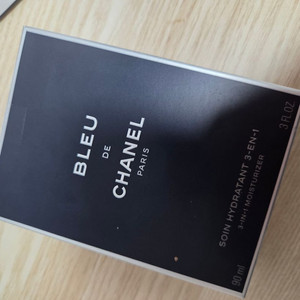 BLEU
DE
CHANEL
PARIS
SOIN HYDRATANT 3-EN-1
3-IN-1 MOISTURIZER
90 ml
3 FL.OZ